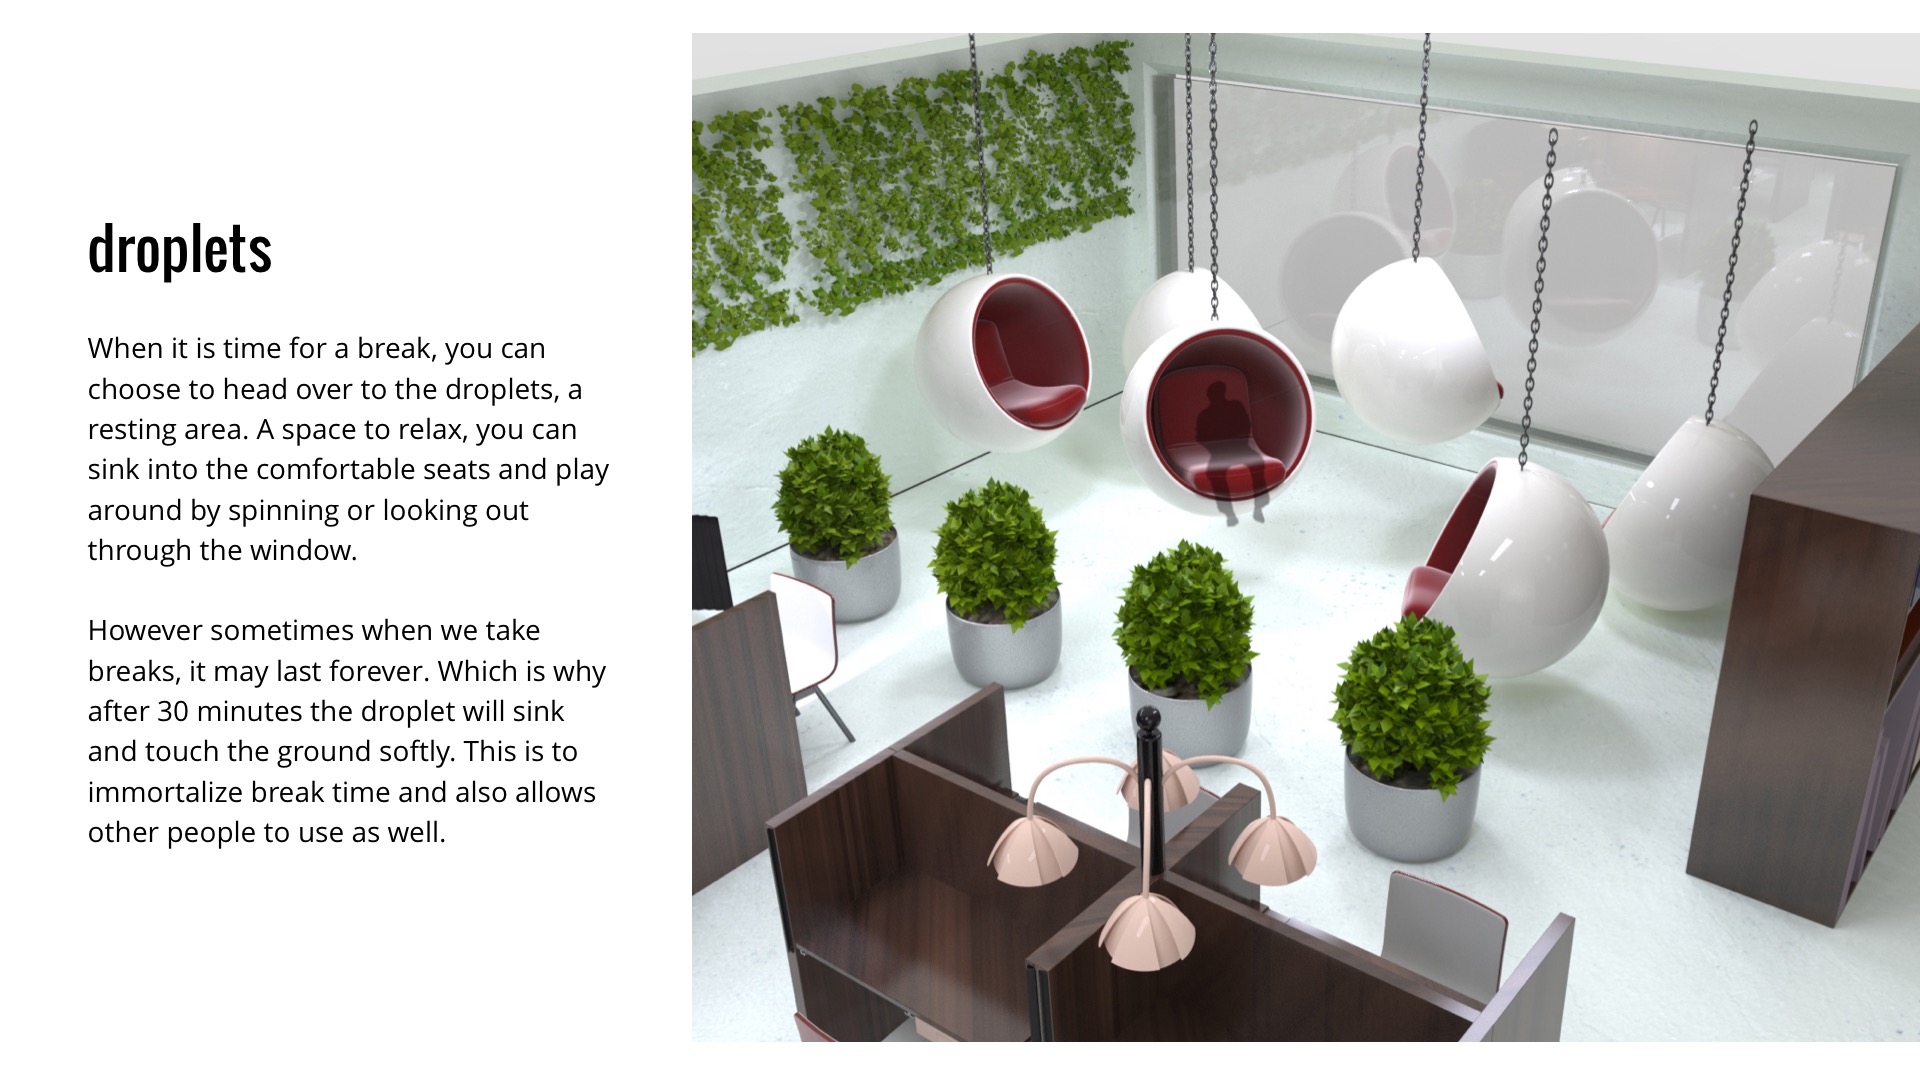 droplets
When it is time for a break, you can
choose to head over to the droplets, a
resting area. A space to relax, you can
sink into the comfortable seats and play
around by spinning or looking out
through the window.
However sometimes when we take
breaks, it may last forever. Which is why
after 30 minutes the droplet will sink
and touch the ground softly. This is to
immortalize break time and also allows
other people to use as well.